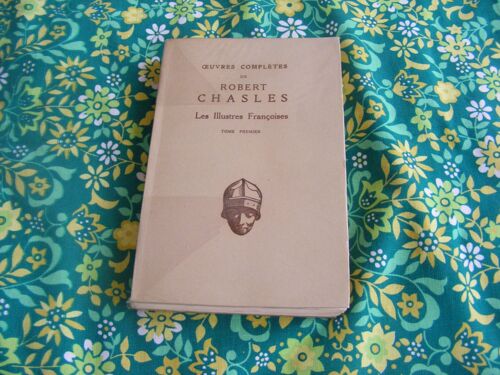 ŒUVRES COMPLÈTES
DE
ROBERT
CHASLES
Les Illustres Françoises
TOME PREMIER